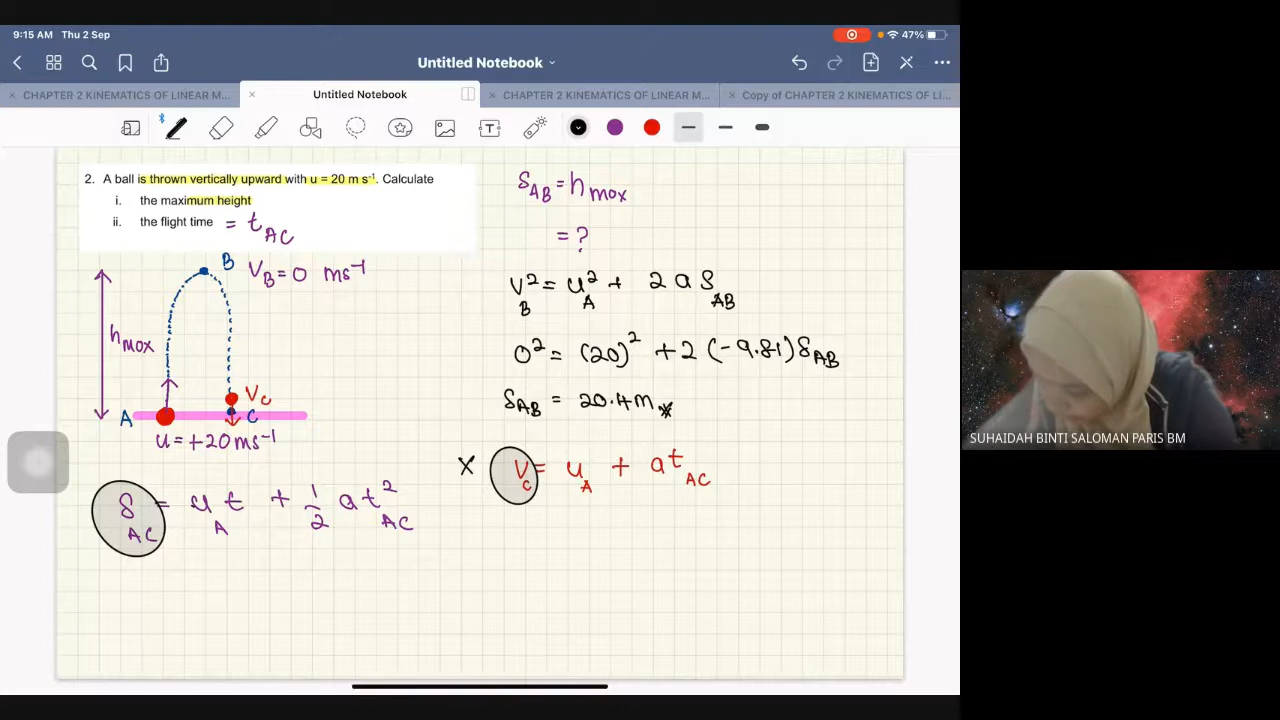 9:15 AM Thu 2 Sep
47%
Untitled Notebook
CHAPTER 2 KINEMATICS OF LINEAR M...
Untitled Notebook
CHAPTER 2 KINEMATICS OF LINEAR M...
Copy of CHAPTER 2 KINEMATICS OF LI...
2. A ball is thrown vertically upward with u = 20 m s⁻¹. Calculate
i. the maximum height
ii. the flight time = t_AC
B V_B = 0 ms⁻¹
h_max
V_C
A C
u = +20 ms⁻¹
S_AC = u_A t + 1/2 a t²_AC
S_AB = h_max
= ?
V_B² = u_A² + 2 a S_AB
0² = (20)² + 2 (-9.81) S_AB
S_AB = 20.4 m
X V_C = u_A + a t_AC
SUHAIDAH BINTI SALOMAN PARIS BM